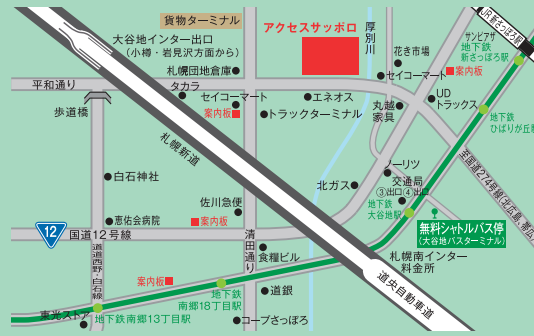 貨物ターミナル
大谷地インター出口
（小樽・岩見沢方面から）
アクセスサッポロ
厚別川
サンピアザ
JR新さっぽろ駅
地下鉄
新さっぽろ駅
花き市場
セイコーマート
案内板
平和通り
札幌団地倉庫
タカラ
セイコーマート
案内板
エネオス
トラックターミナル
丸越
家具
UD
トラックス
地下鉄
ひばりが丘駅
歩道橋
札幌新道
白石神社
佐川急便
北ガス
ノーリツ
交通局
③出口④出口
地下鉄
大谷地駅
至国道274号線(北広島、帯広)
恵佑会病院
案内板
12
国道12号線
道道西野・白石線
清田通り
食糧ビル
無料シャトルバス停
（大谷地バスターミナル）
札幌南インター
料金所
案内板
地下鉄
南郷18丁目駅
道銀
道央自動車道
東光ストア
地下鉄南郷13丁目駅
コープさっぽろ